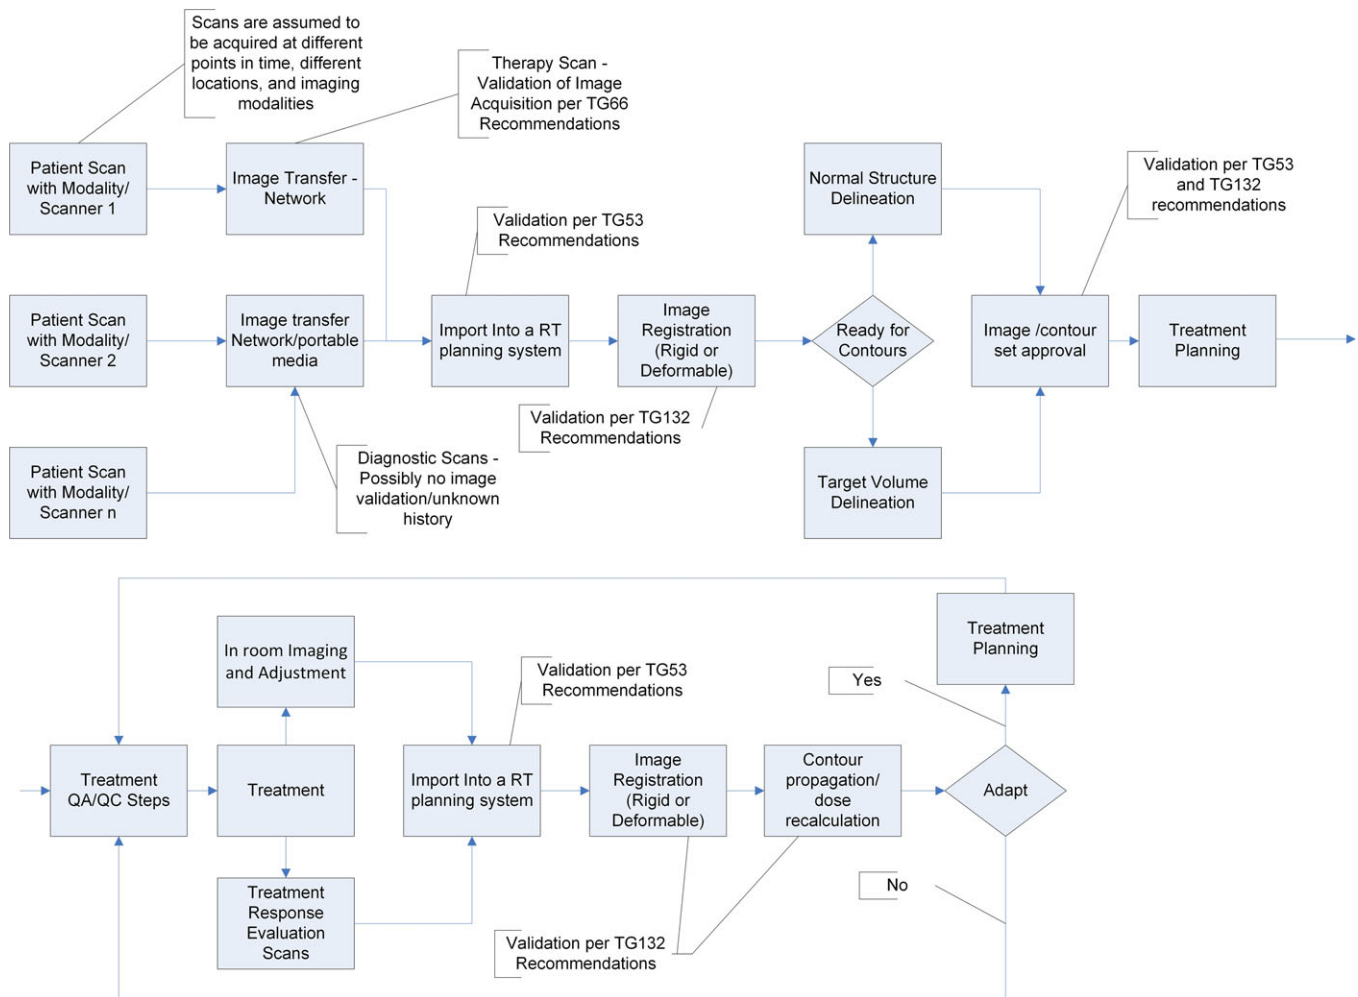 Scans are assumed to
be acquired at different
points in time, different
locations, and imaging
modalities
Therapy Scan -
Validation of Image
Acquisition per TG66
Recommendations
Patient Scan
with Modality/
Scanner 1
Image Transfer -
Network
Normal Structure
Delineation
Validation per TG53
and TG132
recommendations
Validation per TG53
Recommendations
Patient Scan
with Modality/
Scanner 2
Image transfer
Network/portable
media
Import Into a RT
planning system
Image
Registration
(Rigid or
Deformable)
Ready for
Contours
Image /contour
set approval
Treatment
Planning
Validation per TG132
Recommendations
Patient Scan
with Modality/
Scanner n
Diagnostic Scans -
Possibly no image
validation/unknown
history
Target Volume
Delineation
Treatment
Planning
In room Imaging
and Adjustment
Validation per TG53
Recommendations
Yes
Treatment
QA/QC Steps
Treatment
Import Into a RT
planning system
Image
Registration
(Rigid or
Deformable)
Contour
propagation/
dose
recalculation
Adapt
No
Treatment
Response
Evaluation
Scans
Validation per TG132
Recommendations